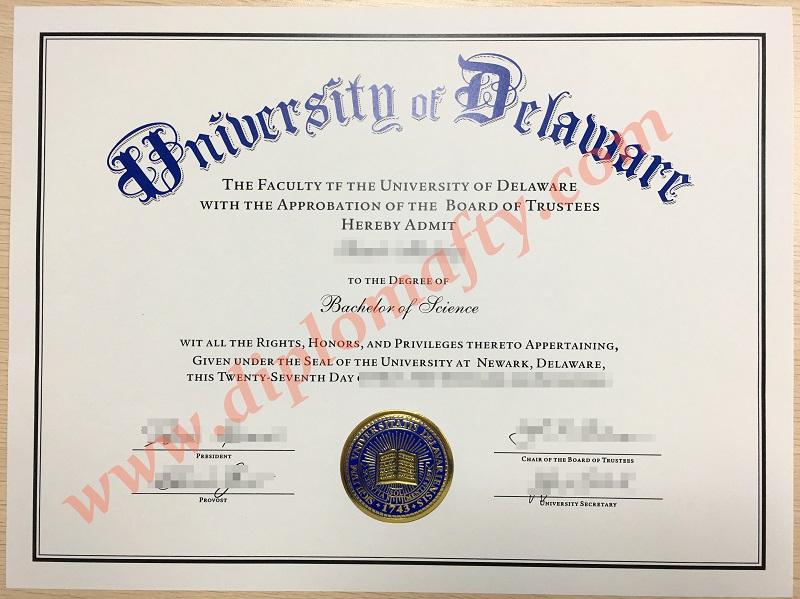 University of Delaware
THE FACULTY TF THE UNIVERSITY OF DELAWARE
WITH THE APPROBATION OF THE BOARD OF TRUSTEES
HEREBY ADMIT
TO THE DEGREE OF
Bachelor of Science
WIT ALL THE RIGHTS, HONORS, AND PRIVILEGES THERETO APPERTAINING,
GIVEN UNDER THE SEAL OF THE UNIVERSITY AT NEWARK, DELAWARE,
THIS TWENTY-SEVENTH DAY
PRESIDENT
CHAIR OF THE BOARD OF TRUSTEES
PROVOST
UNIVERSITY SECRETARY
1743
www.diplomafty.com